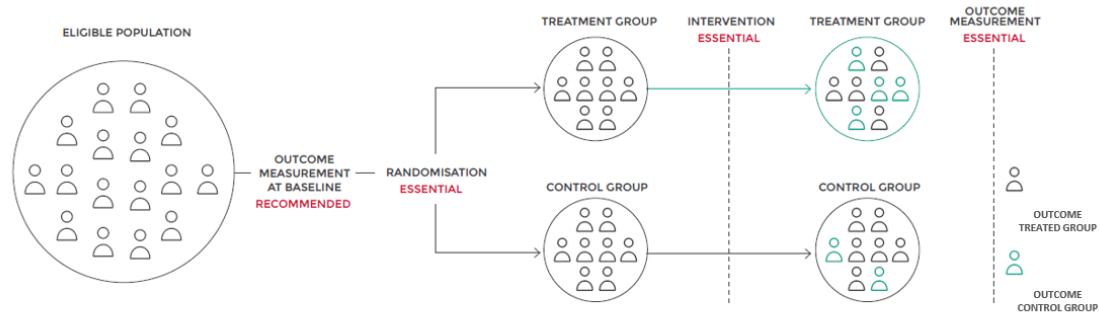 ELIGIBLE POPULATION
OUTCOME
MEASUREMENT
AT BASELINE
RECOMMENDED
RANDOMISATION
ESSENTIAL
TREATMENT GROUP
CONTROL GROUP
INTERVENTION
ESSENTIAL
TREATMENT GROUP
CONTROL GROUP
OUTCOME
MEASUREMENT
ESSENTIAL
OUTCOME
TREATED GROUP
OUTCOME
CONTROL GROUP